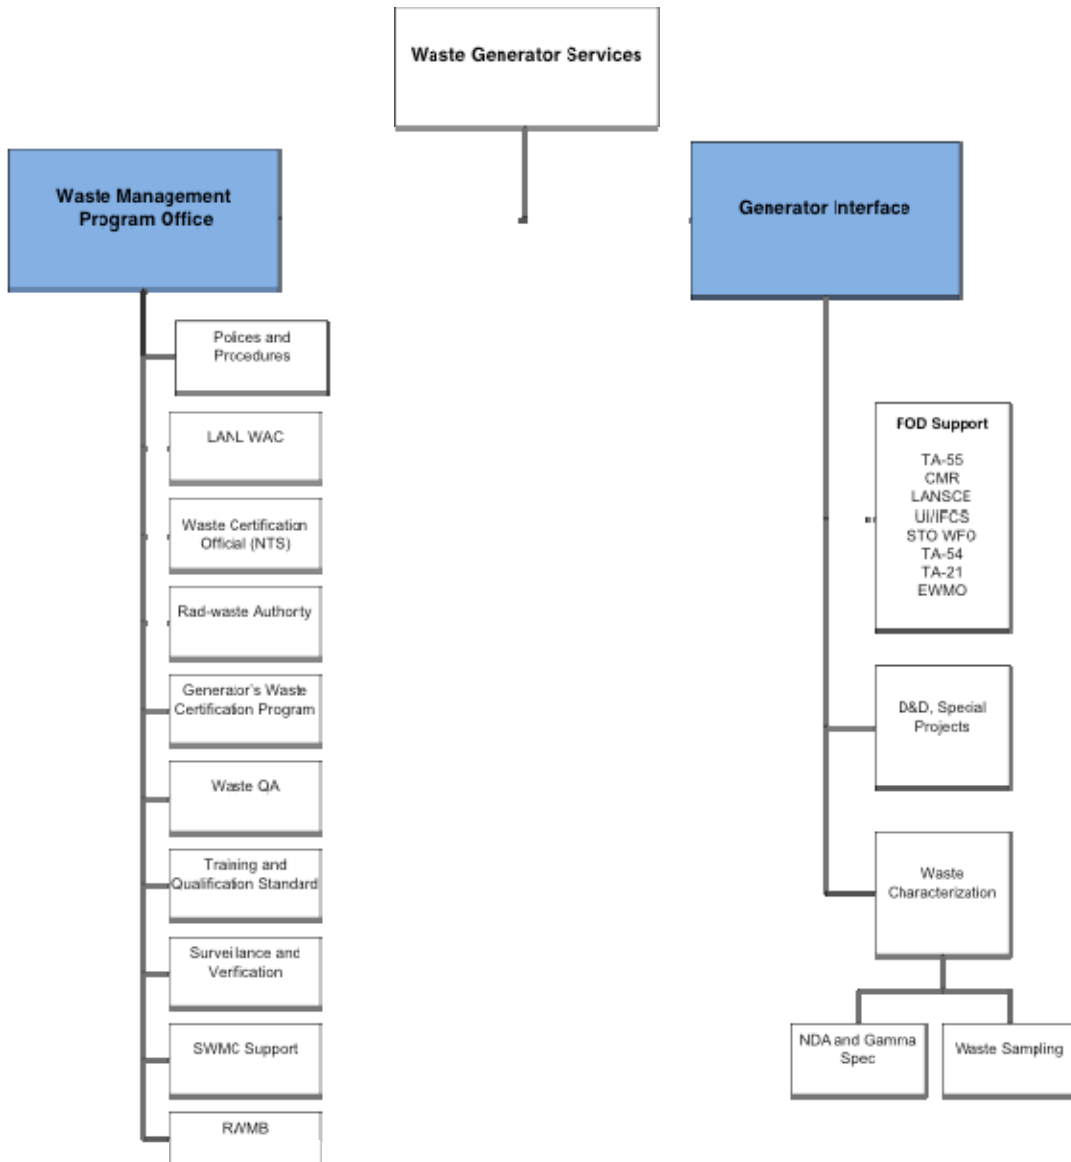 Waste Generator Services
Waste Management
Program Office
Generator Interface
Polices and
Procedures
LANL WAC
Waste Certification
Official (NTS)
Rad-waste Authorty
Generator's Waste
Certification Program
Waste QA
Training and
Qualification Standard
Surveillance and
Verfication
SWMC Support
RWMB
FOD Support
TA-55
CMR
LANSCE
UI/IFCS
STO WFO
TA-54
TA-21
EWMO
D&D, Special
Projects
Waste
Characterization
NDA and Gamma
Spec
Waste Sampling